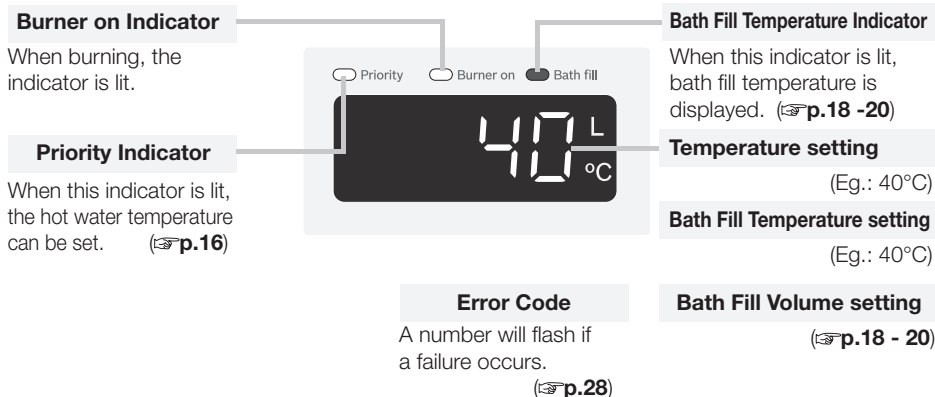 Burner on Indicator
When burning, the
indicator is lit.
Priority Indicator
When this indicator is lit,
the hot water temperature
can be set. (☞p.16)
Priority Burner on Bath fill
40 L
ºC
Bath Fill Temperature Indicator
When this indicator is lit,
bath fill temperature is
displayed. (☞p.18 -20)
Temperature setting
(Eg.: 40°C)
Bath Fill Temperature setting
(Eg.: 40°C)
Error Code
A number will flash if
a failure occurs.
(☞p.28)
Bath Fill Volume setting
(☞p.18 - 20)